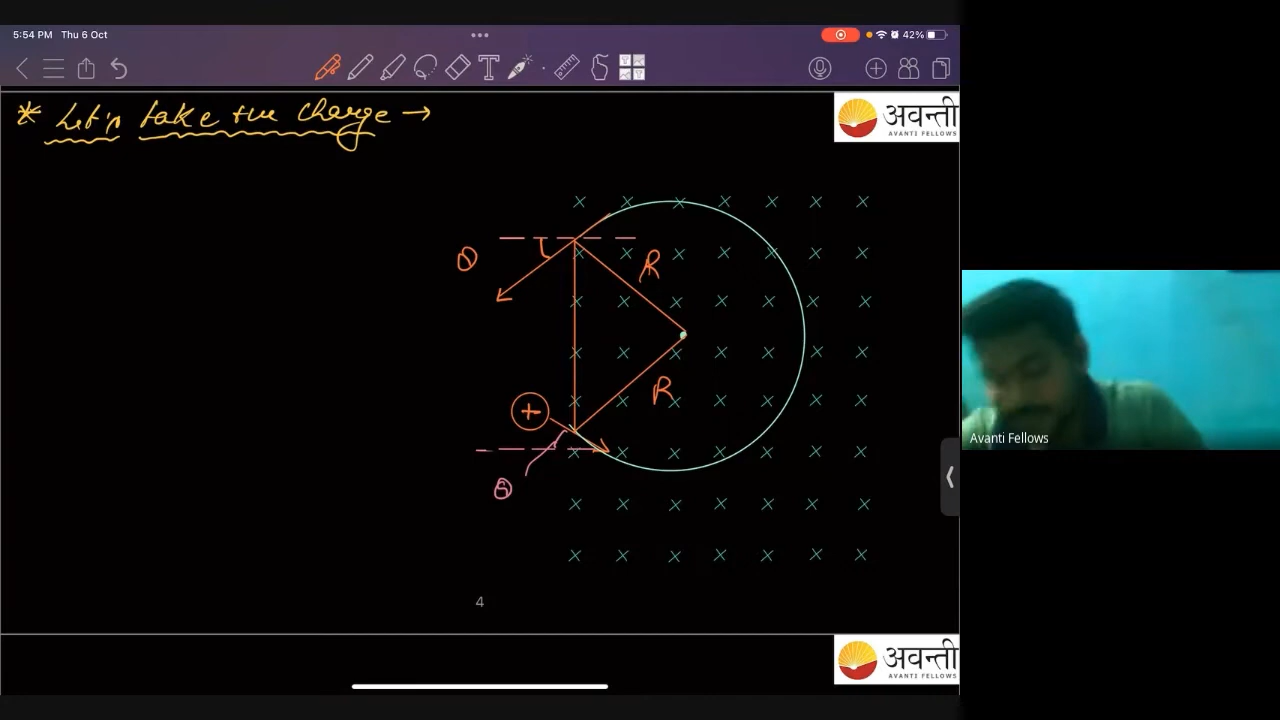 5:54 PM Thu 6 Oct
42%
* Let's take the charge →
अवन्ती
AVANTI FELLOWS
θ
R
R
+
θ
Avanti Fellows
4
अवन्ती
AVANTI FELLOWS